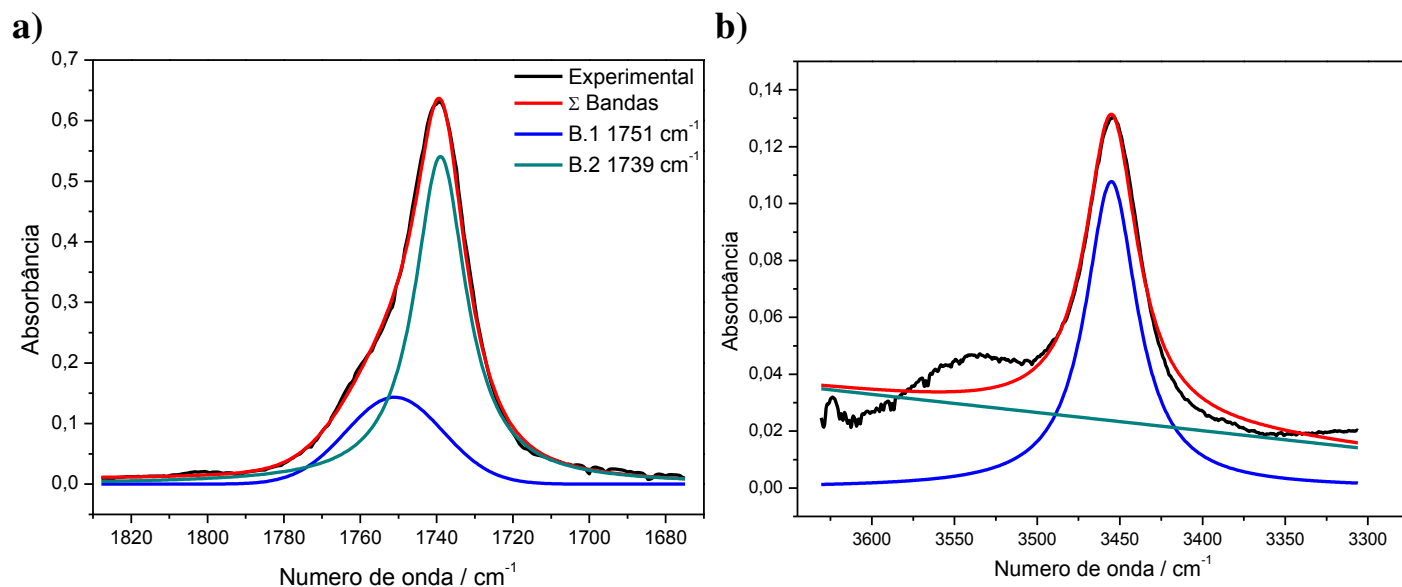 a)
0,7
0,6
0,5
0,4
0,3
0,2
0,1
0,0
Absorbância
Experimental
Σ Bandas
B.1 1751 cm⁻¹
B.2 1739 cm⁻¹
1820 1800 1780 1760 1740 1720 1700 1680
Numero de onda / cm⁻¹
b)
0,14
0,12
0,10
0,08
0,06
0,04
0,02
0,00
Absorbância
3600 3550 3500 3450 3400 3350 3300
Numero de onda / cm⁻¹